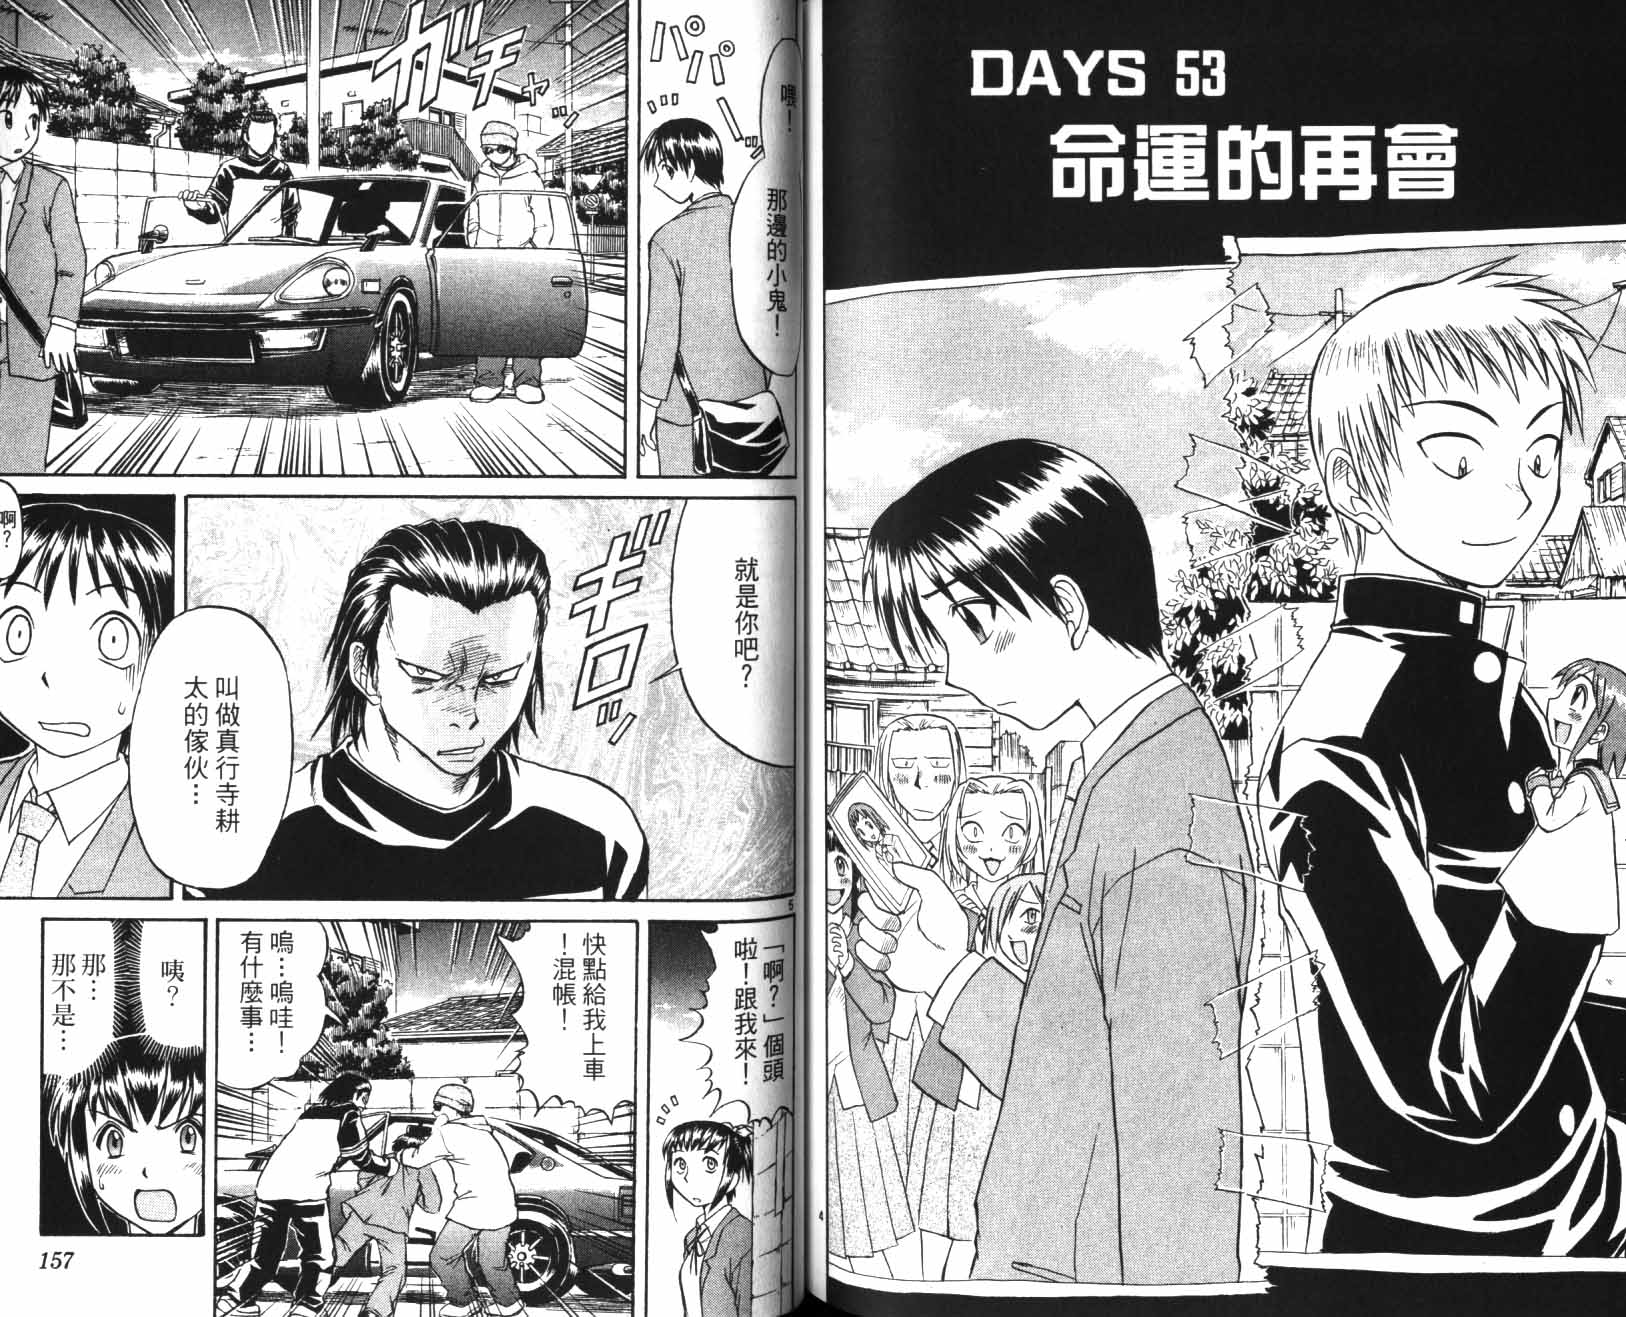 DAYS 53
命運的再會
喂！
那邊的小鬼！
パパパ
ガチャ
就是你吧？
ギロッ
叫做真行寺耕
太的傢伙…
啊？
「啊？」個頭
啦！跟我來！
快點給我上車
！混帳！
嗚…嗚哇！
有什麼事…
咦？
那…
那不是…
157